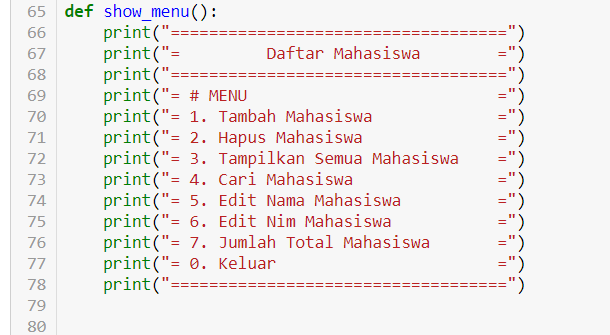 65 def show_menu():
66     print("===================================")
67     print("=         Daftar Mahasiswa        =")
68     print("===================================")
69     print("= # MENU                          =")
70     print("= 1. Tambah Mahasiswa             =")
71     print("= 2. Hapus Mahasiswa              =")
72     print("= 3. Tampilkan Semua Mahasiswa    =")
73     print("= 4. Cari Mahasiswa               =")
74     print("= 5. Edit Nama Mahasiswa          =")
75     print("= 6. Edit Nim Mahasiswa           =")
76     print("= 7. Jumlah Total Mahasiswa       =")
77     print("= 0. Keluar                       =")
78     print("===================================")
79
80